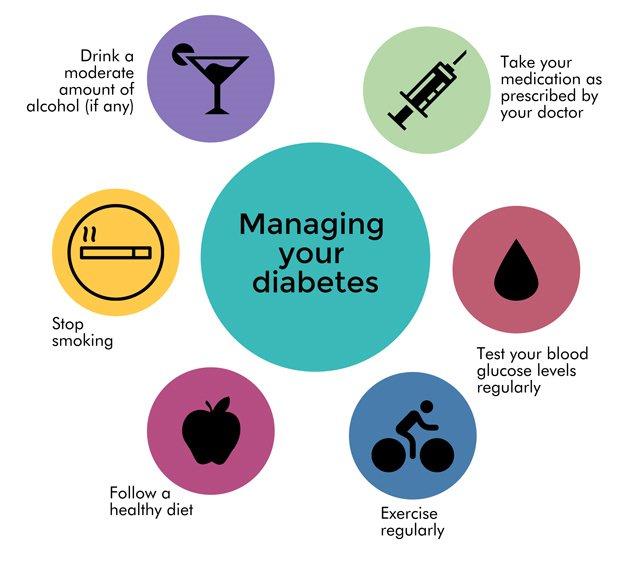 Managing
your
diabetes
Drink a
moderate
amount of
alcohol (if any)
Take your
medication as
prescribed by
your doctor
Stop
smoking
Test your blood
glucose levels
regularly
Follow a
healthy diet
Exercise
regularly